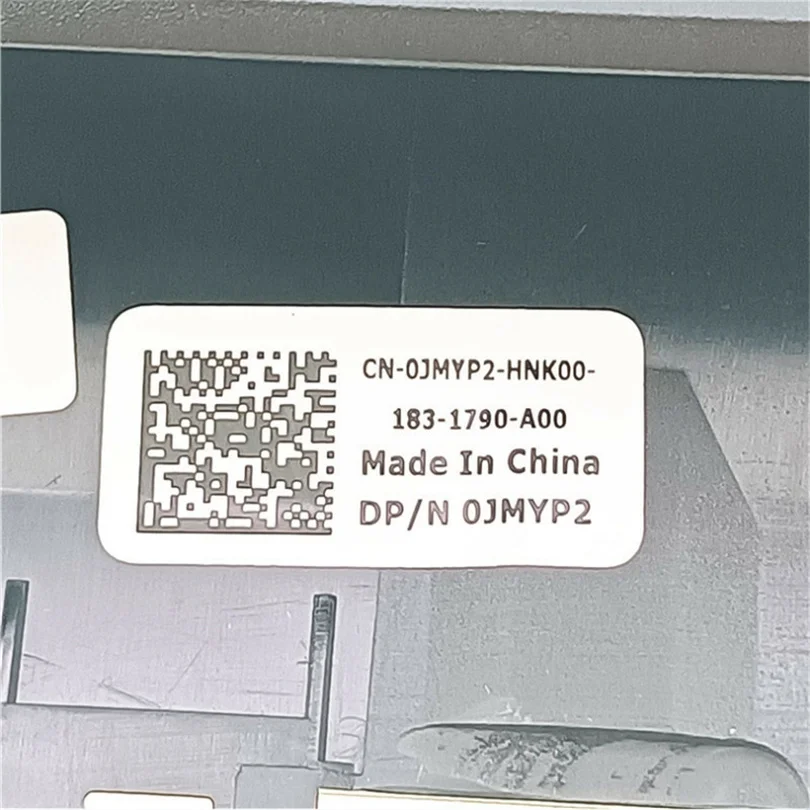 CN-0JMYP2-HNK00-
183-1790-A00
Made In China
DP/N 0JMYP2